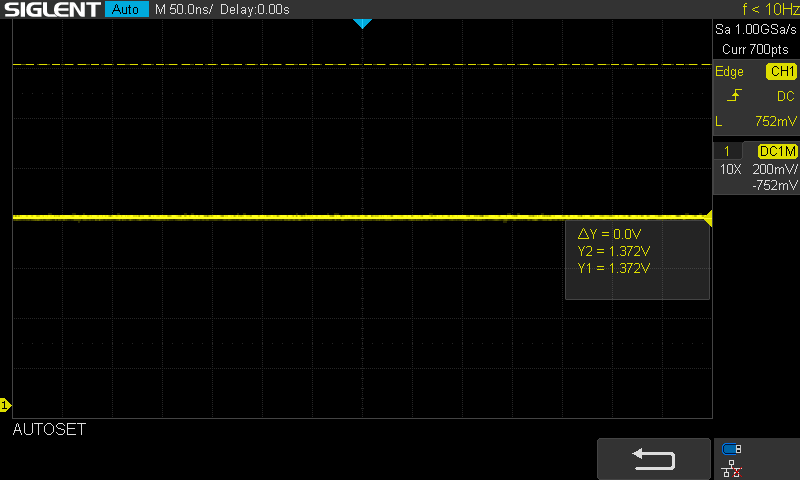 SIGLENT Auto M 50.0ns/ Delay:0.00s f < 10Hz
Sa 1.00GSa/s
Curr 700pts
Edge CH1
DC
L 752mV
1 DC1M
10X 200mV/
-752mV
△Y = 0.0V
Y2 = 1.372V
Y1 = 1.372V
1
AUTOSET